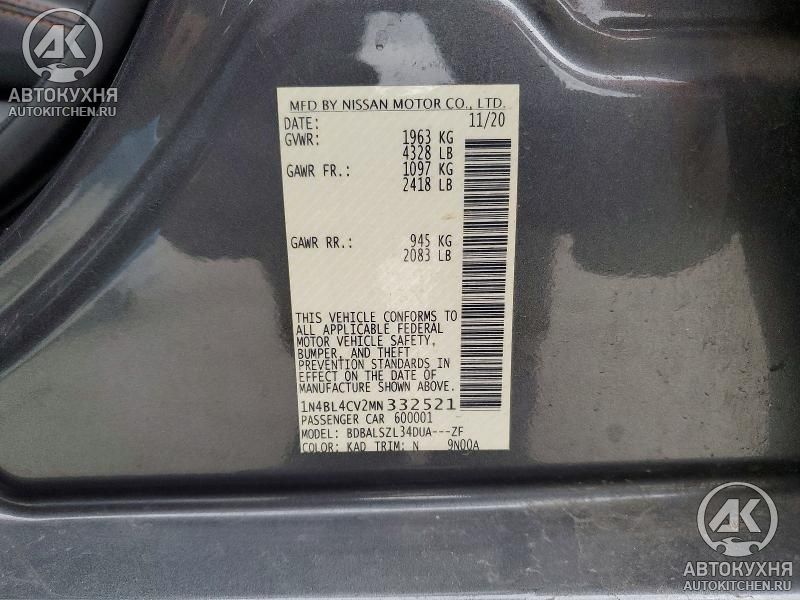 AK
АВТОКУХНЯ
AUTOKITCHEN.RU
MFD BY NISSAN MOTOR CO., LTD.
DATE: 11/20
GVWR: 1963 KG
4328 LB
GAWR FR.: 1097 KG
2418 LB
GAWR RR.: 945 KG
2083 LB
THIS VEHICLE CONFORMS TO
ALL APPLICABLE FEDERAL
MOTOR VEHICLE SAFETY,
BUMPER, AND THEFT
PREVENTION STANDARDS IN
EFFECT ON THE DATE OF
MANUFACTURE SHOWN ABOVE.
1N4BL4CV2MN332521
PASSENGER CAR 600001
MODEL: BDBALSZL34DUA---ZF
COLOR: KAD TRIM: N 9N00A
AK
АВТОКУХНЯ
AUTOKITCHEN.RU